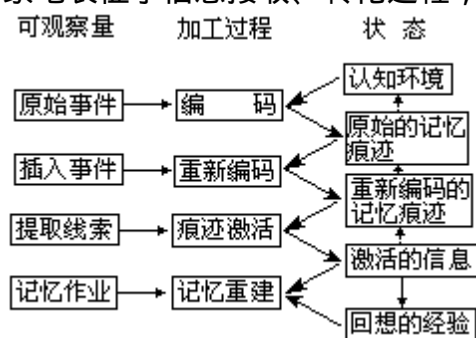 可观察量 加工过程 状 态
认知环境
原始事件 编 码
原始的记忆
痕迹
插入事件 重新编码
重新编码的
记忆痕迹
提取线索 痕迹激活
激活的信息
记忆作业 记忆重建
回想的经验